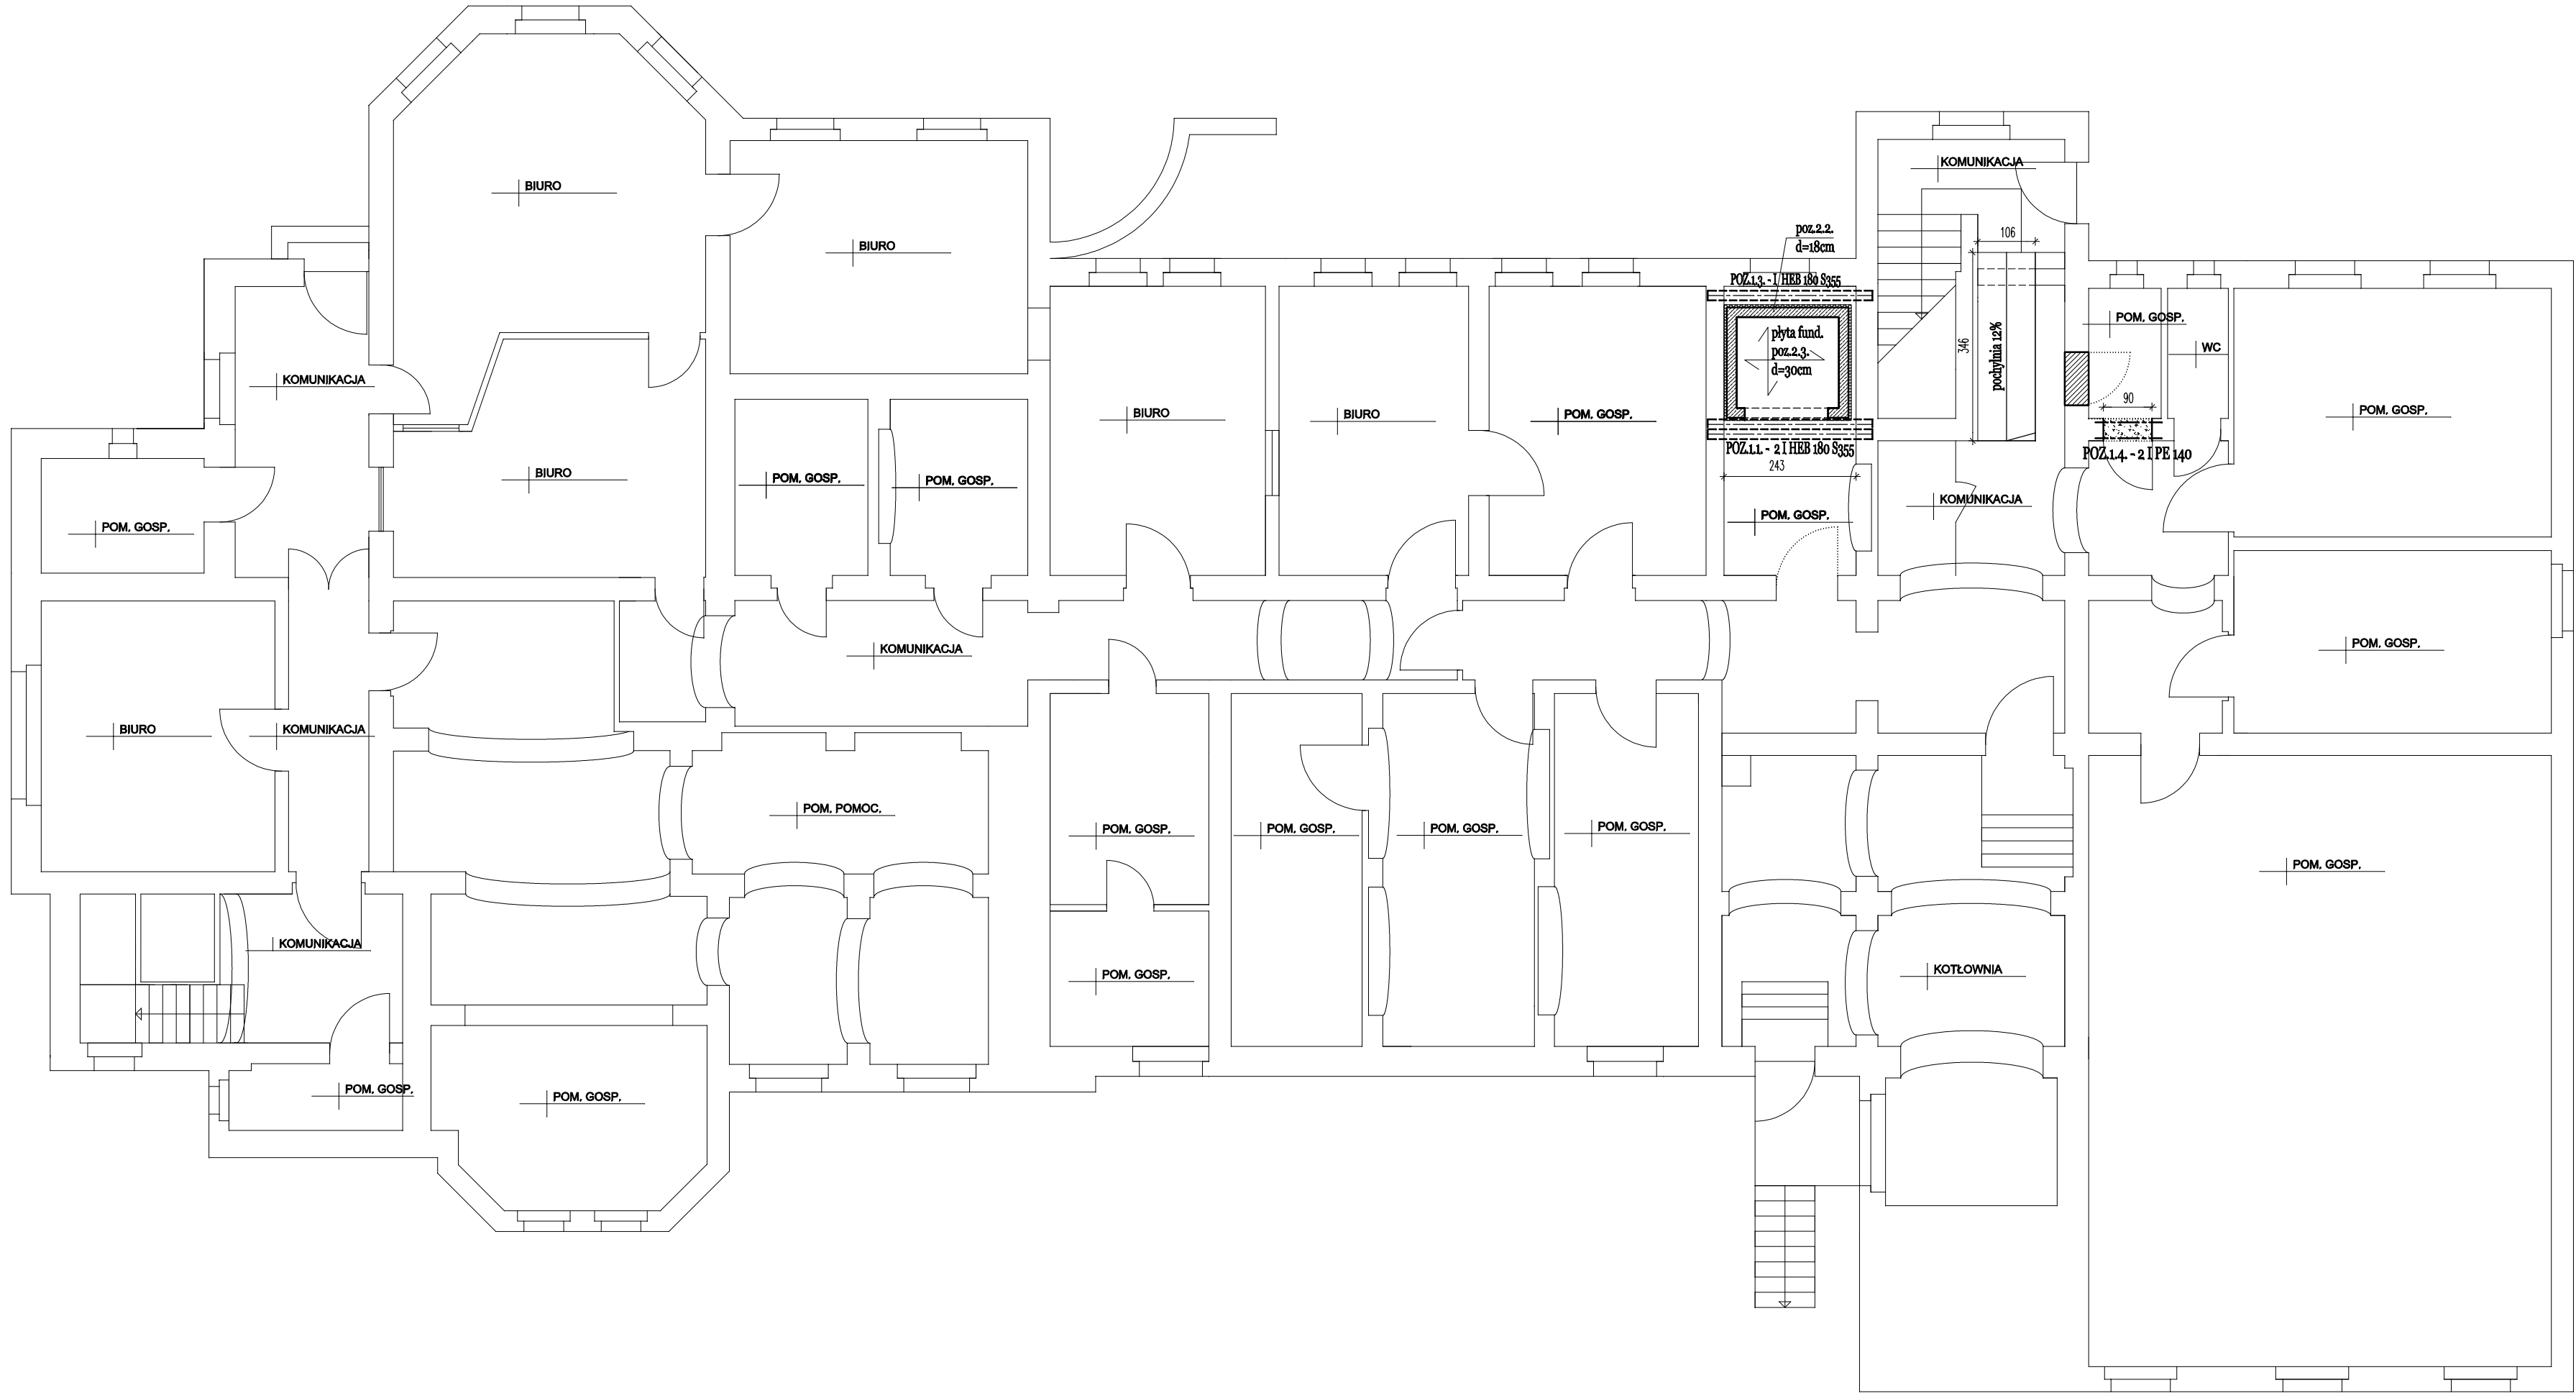 KOMUNIKACJA
BIURO
BIURO
poz.2.2.
d=18cm
106
POZ.1.3. - I HEB 180 S355
POM. GOSP.
płyta fund.
poz.2.3.
d=30cm
346
pochylnia 12%
WC
KOMUNIKACJA
90
BIURO
BIURO
POM. GOSP.
POM. GOSP.
POZ.1.1. - 2 I HEB 180 S355
POZ.1.4. - 2 I PE 140
243
BIURO
POM. GOSP.
POM. GOSP.
KOMUNIKACJA
POM. GOSP.
POM. GOSP.
KOMUNIKACJA
POM. GOSP.
BIURO
KOMUNIKACJA
POM. POMOC.
POM. GOSP.
POM. GOSP.
POM. GOSP.
POM. GOSP.
POM. GOSP.
KOMUNIKACJA
POM. GOSP.
KOTŁOWNIA
POM. GOSP.
POM. GOSP.